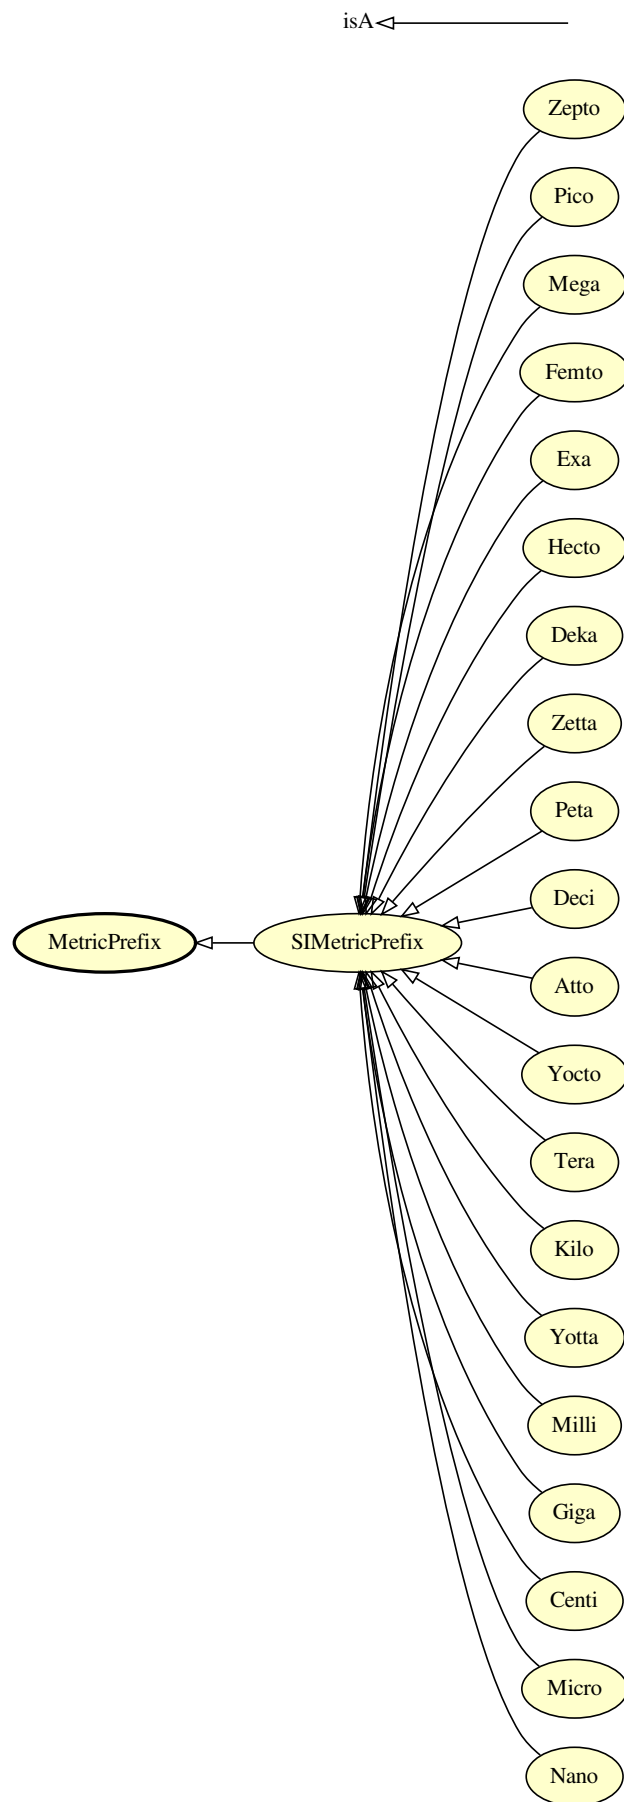 isA
Zepto
Pico
Mega
Femto
Exa
Hecto
Deka
Zetta
Peta
Deci
MetricPrefix
SIMetricPrefix
Atto
Yocto
Tera
Kilo
Yotta
Milli
Giga
Centi
Micro
Nano